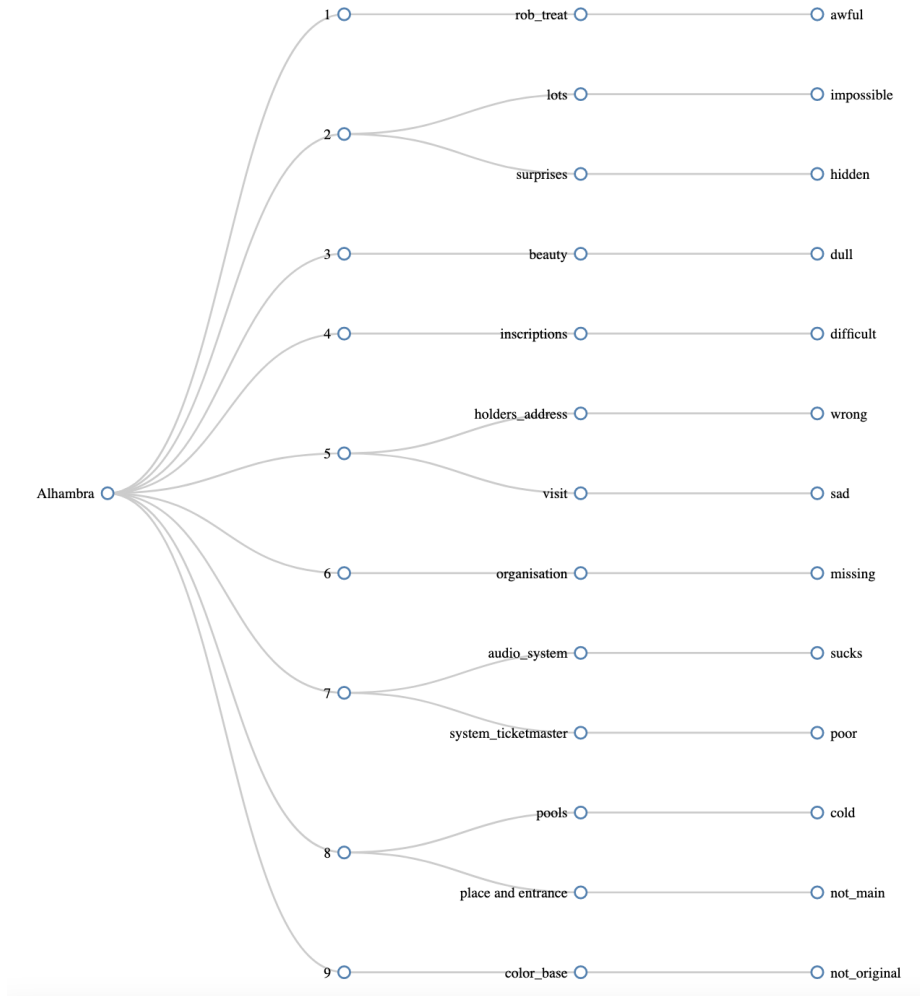 1 rob_treat awful
lots impossible
2
surprises hidden
3 beauty dull
4 inscriptions difficult
holders_address wrong
5
Alhambra visit sad
6 organisation missing
audio_system sucks
7
system_ticketmaster poor
pools cold
8
place and entrance not_main
9 color_base not_original